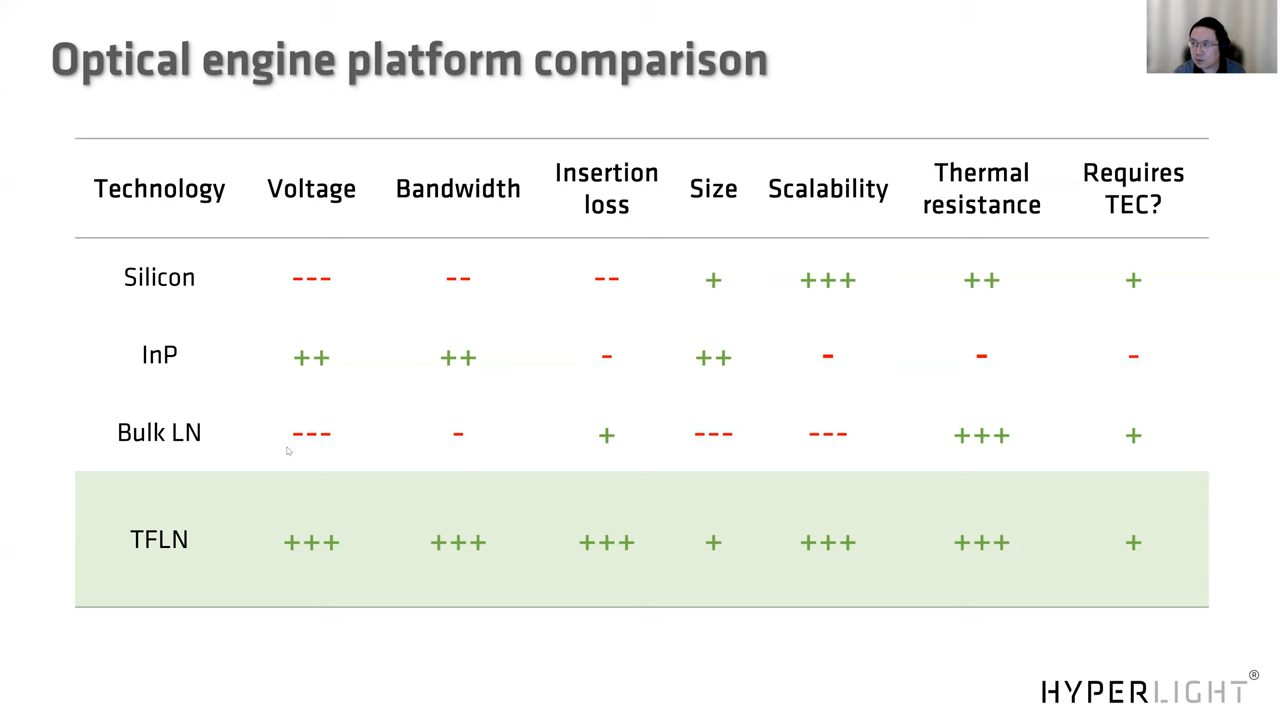 Optical engine platform comparison
Technology Voltage Bandwidth Insertion loss Size Scalability Thermal resistance Requires TEC?
Silicon --- -- -- + +++ ++ +
InP ++ ++ - ++ - - -
Bulk LN --- - + --- --- +++ +
TFLN +++ +++ +++ + +++ +++ +
HYPERLIGHT®